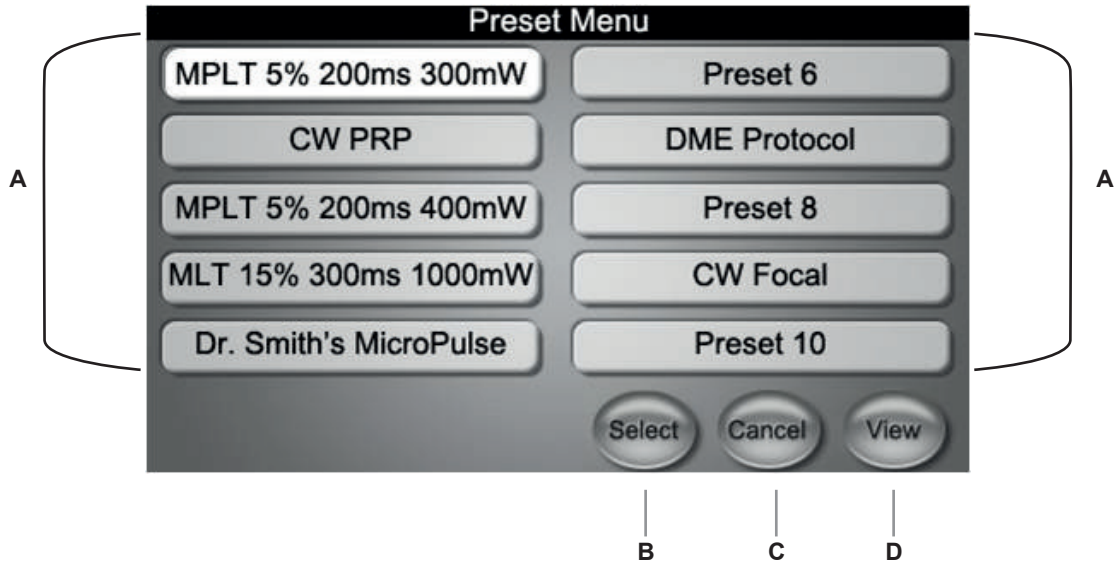 Preset Menu
MPLT 5% 200ms 300mW
Preset 6
CW PRP
DME Protocol
A
A
MPLT 5% 200ms 400mW
Preset 8
MLT 15% 300ms 1000mW
CW Focal
Dr. Smith's MicroPulse
Preset 10
Select
Cancel
View
B
C
D